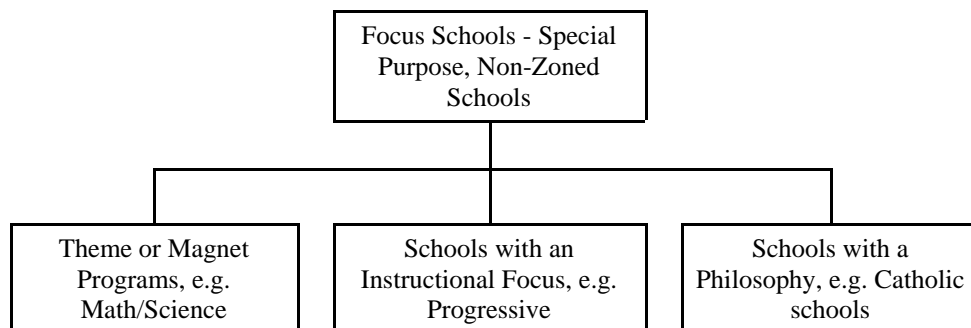 Focus Schools - Special
Purpose, Non-Zoned
Schools
Theme or Magnet
Programs, e.g.
Math/Science
Schools with an
Instructional Focus, e.g.
Progressive
Schools with a
Philosophy, e.g. Catholic
schools